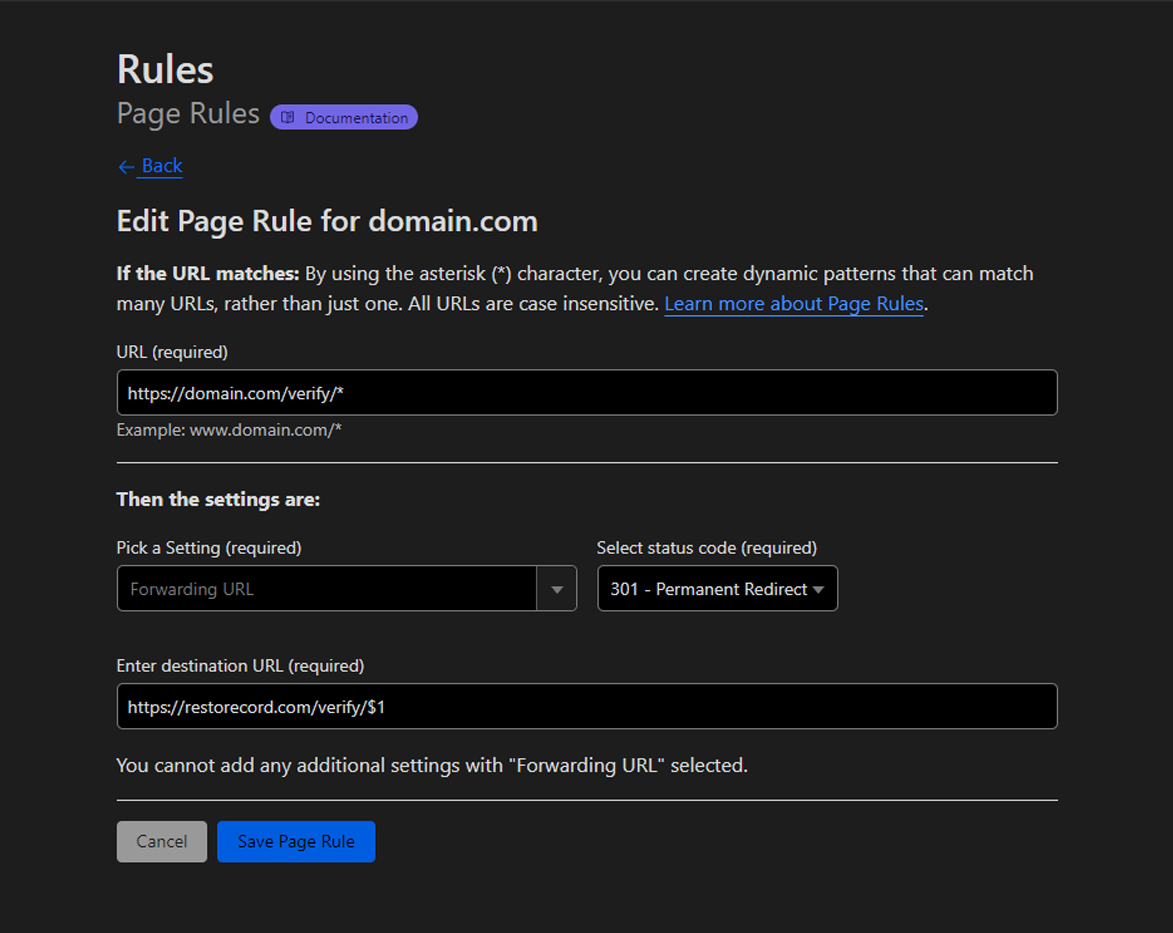 Rules
Page Rules Documentation
← Back
Edit Page Rule for domain.com
If the URL matches: By using the asterisk (*) character, you can create dynamic patterns that can match
many URLs, rather than just one. All URLs are case insensitive. Learn more about Page Rules.
URL (required)
https://domain.com/verify/*
Example: www.domain.com/*
Then the settings are:
Pick a Setting (required) Select status code (required)
Forwarding URL 301 - Permanent Redirect
Enter destination URL (required)
https://restorecord.com/verify/$1
You cannot add any additional settings with "Forwarding URL" selected.
Cancel Save Page Rule